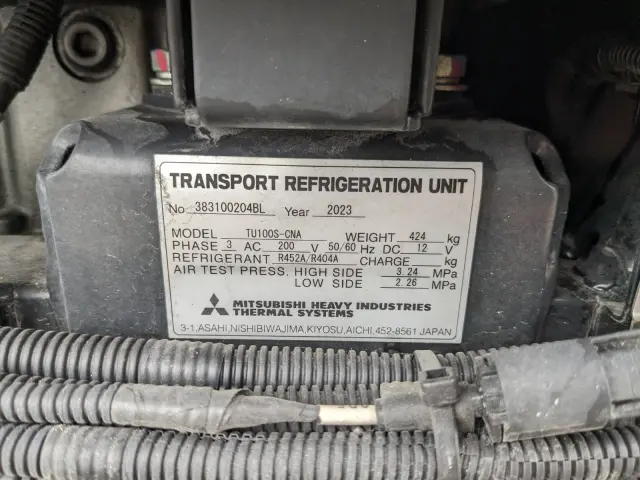 TRANSPORT REFRIGERATION UNIT
No 383100204BL Year 2023
MODEL TU100S-CNA WEIGHT 424 kg
PHASE 3 AC 200 V 50/60 Hz DC 12 V
REFRIGERANT R452A/R404A CHARGE kg
AIR TEST PRESS. HIGH SIDE 3.24 MPa
LOW SIDE 2.26 MPa
MITSUBISHI HEAVY INDUSTRIES
THERMAL SYSTEMS
3-1, ASAHI, NISHIBIWAJIMA, KIYOSU, AICHI, 452-8561 JAPAN